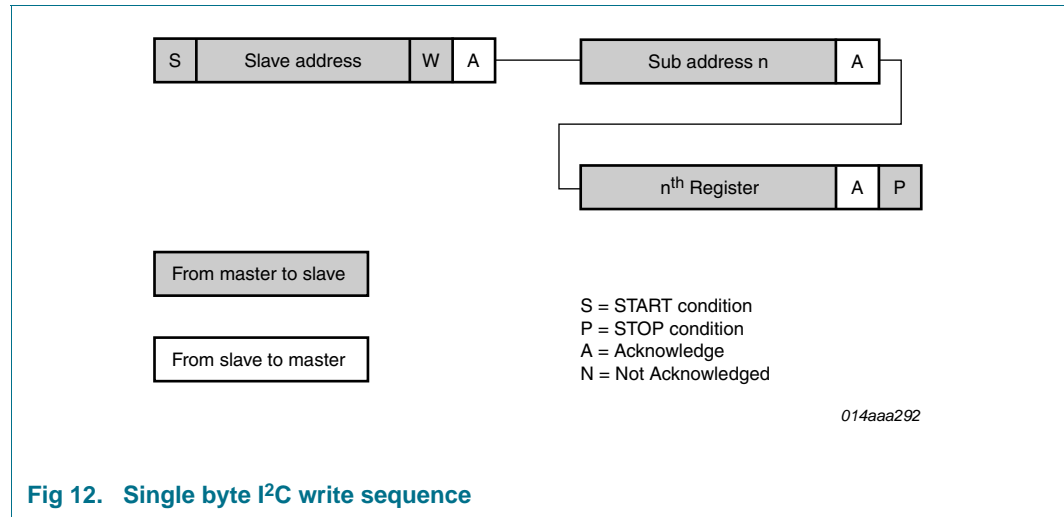 S Slave address W A Sub address n A
nth Register A P
From master to slave
From slave to master
S = START condition
P = STOP condition
A = Acknowledge
N = Not Acknowledged
014aaa292
Fig 12. Single byte I2C write sequence